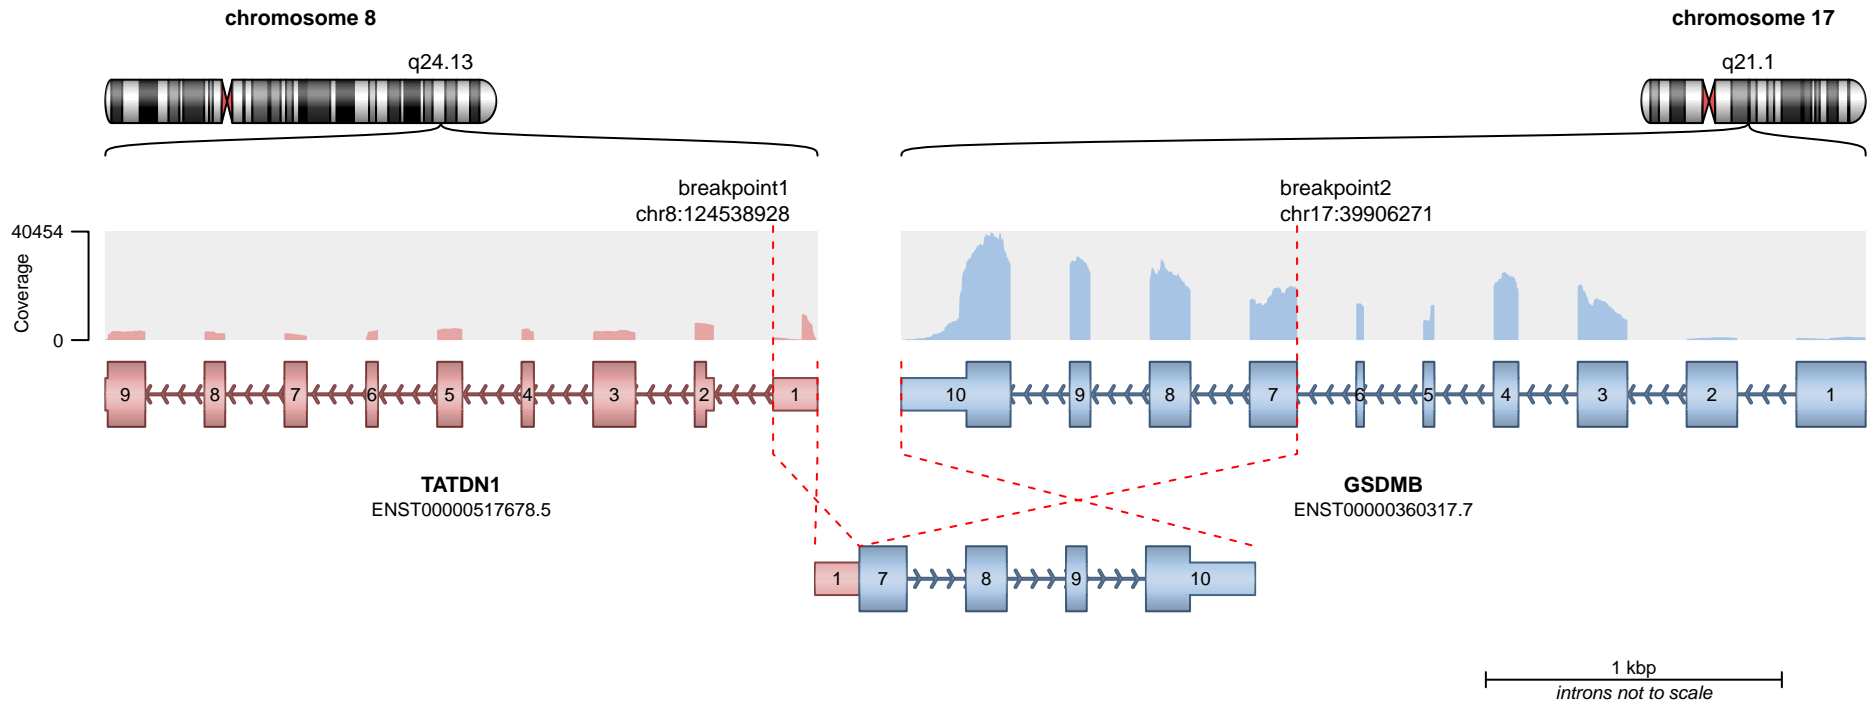 chromosome 8
chromosome 17
q24.13
q21.1
breakpoint1
chr8:124538928
breakpoint2
chr17:39906271
40454
Coverage
0
9 8 7 6 5 4 3 2 1
10 9 8 7 6 5 4 3 2 1
TATDN1
ENST00000517678.5
GSDMB
ENST00000360317.7
1 7 8 9 10
1 kbp
introns not to scale